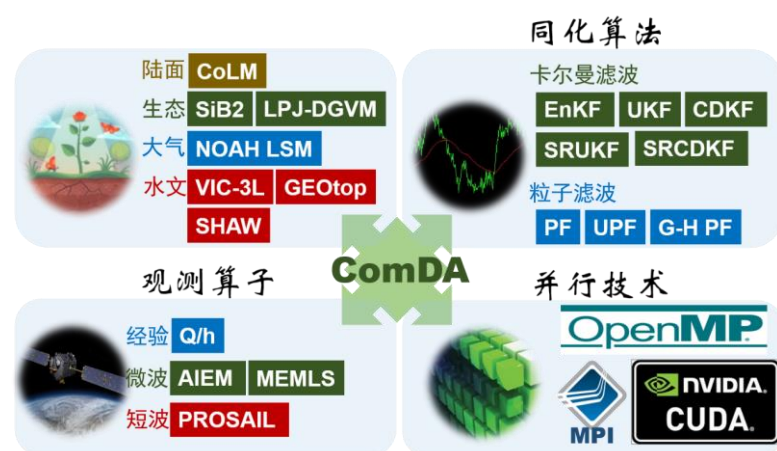 陆面 CoLM
生态 SiB2 LPJ-DGVM
大气 NOAH LSM
水文 VIC-3L GEOtop
SHAW
同化算法
卡尔曼滤波
EnKF UKF CDKF
SRUKF SRCDKF
粒子滤波
PF UPF G-H PF
ComDA
观测算子
经验 Q/h
微波 AIEM MEMLS
短波 PROSAIL
并行技术
OpenMP
MPI
NVIDIA.
CUDA.